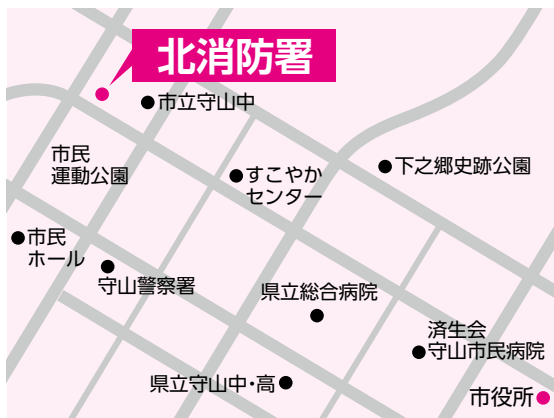 北消防署
市立守山中
市民
運動公園
すこやか
センター
下之郷史跡公園
市民
ホール
守山警察署
県立総合病院
済生会
守山市民病院
県立守山中・高
市役所